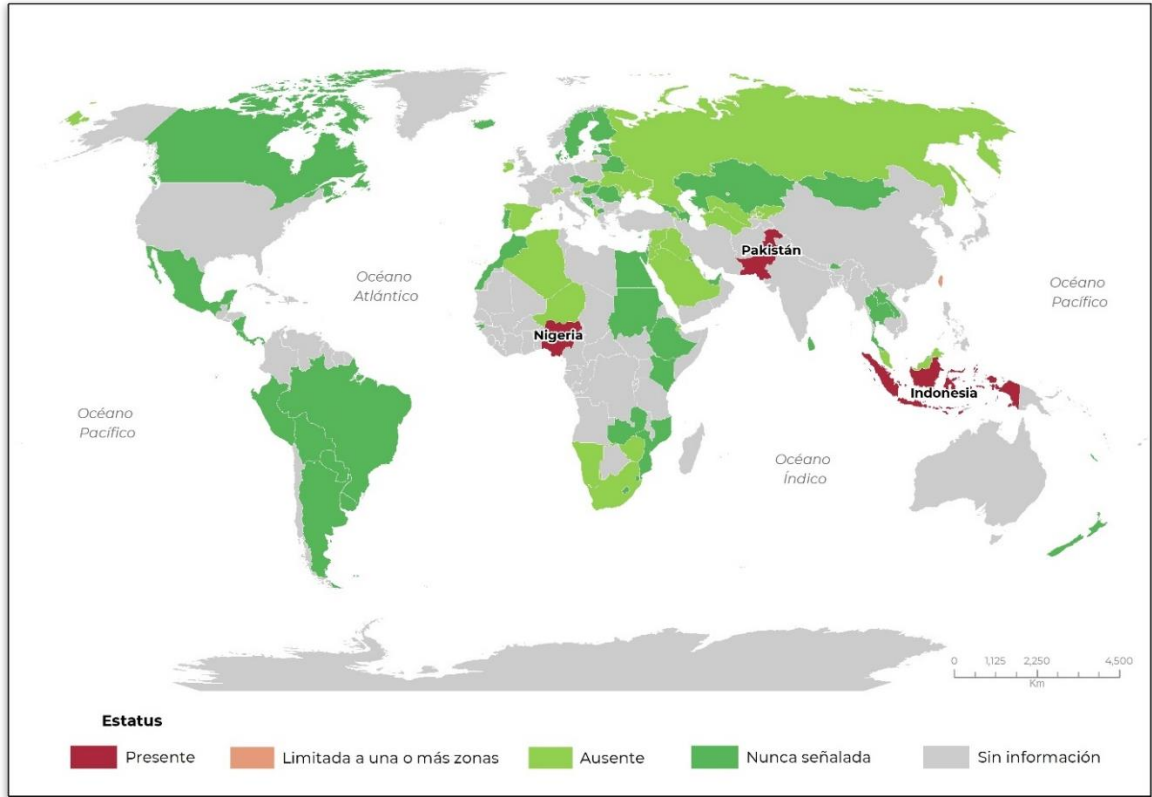 Pakistán
Océano
Atlántico
Océano
Pacífico
Nigeria
Indonesia
Océano
Pacífico
Océano
Índico
0 1,125 2,250 4,500
Km
Estatus
Presente Limitada a una o más zonas Ausente Nunca señalada Sin información